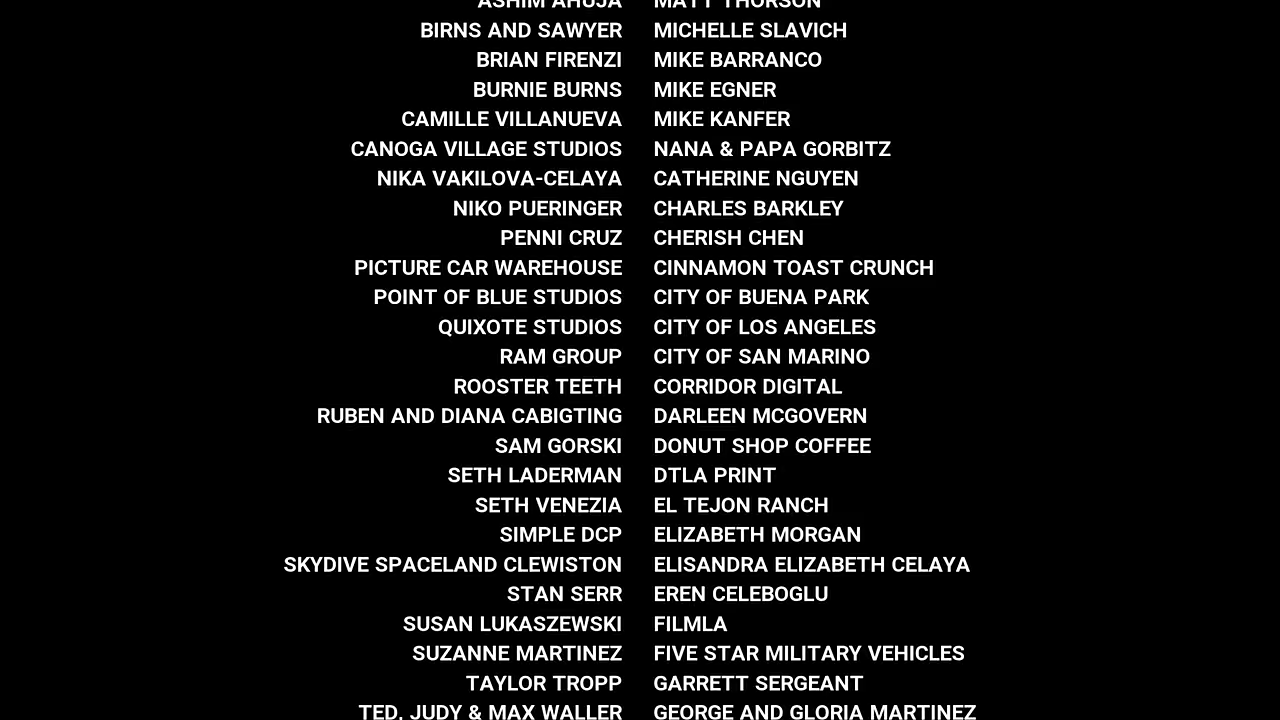 ASHIM AHUJA MATT THORSON
BIRNS AND SAWYER MICHELLE SLAVICH
BRIAN FIRENZI MIKE BARRANCO
BURNIE BURNS MIKE EGNER
CAMILLE VILLANUEVA MIKE KANFER
CANOGA VILLAGE STUDIOS NANA & PAPA GORBITZ
NIKA VAKILOVA-CELAYA CATHERINE NGUYEN
NIKO PUERINGER CHARLES BARKLEY
PENNI CRUZ CHERISH CHEN
PICTURE CAR WAREHOUSE CINNAMON TOAST CRUNCH
POINT OF BLUE STUDIOS CITY OF BUENA PARK
QUIXOTE STUDIOS CITY OF LOS ANGELES
RAM GROUP CITY OF SAN MARINO
ROOSTER TEETH CORRIDOR DIGITAL
RUBEN AND DIANA CABIGTING DARLEEN MCGOVERN
SAM GORSKI DONUT SHOP COFFEE
SETH LADERMAN DTLA PRINT
SETH VENEZIA EL TEJON RANCH
SIMPLE DCP ELIZABETH MORGAN
SKYDIVE SPACELAND CLEWISTON ELISANDRA ELIZABETH CELAYA
STAN SERR EREN CELEBOGLU
SUSAN LUKASZEWSKI FILMLA
SUZANNE MARTINEZ FIVE STAR MILITARY VEHICLES
TAYLOR TROPP GARRETT SERGEANT
TED, JUDY & MAX WALLER GEORGE AND GLORIA MARTINEZ